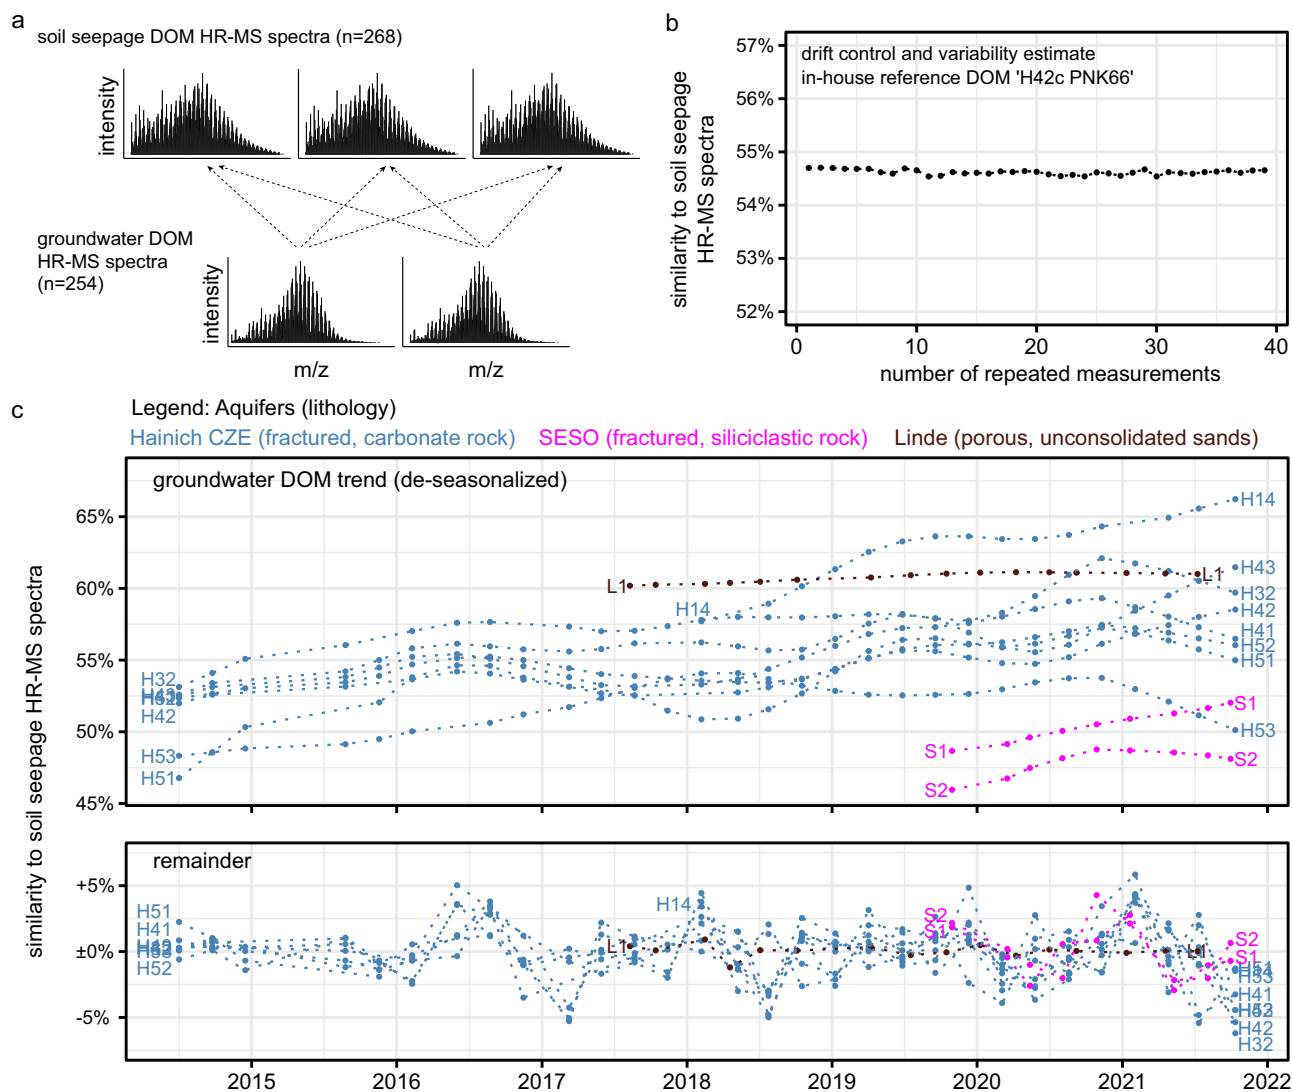 a
soil seepage DOM HR-MS spectra (n=268)
intensity
groundwater DOM
HR-MS spectra
(n=254)
intensity
m/z
m/z
b
similarity to soil seepage
HR-MS spectra
57%
56%
55%
54%
53%
52%
drift control and variability estimate
in-house reference DOM 'H42c PNK66'
0
10
20
30
40
number of repeated measurements
c
Legend: Aquifers (lithology)
Hainich CZE (fractured, carbonate rock)
SESO (fractured, siliciclastic rock)
Linde (porous, unconsolidated sands)
similarity to soil seepage HR-MS spectra
groundwater DOM trend (de-seasonalized)
65%
60%
55%
50%
45%
H32
H42
H53
H51
L1
H14
S1
S2
H14
H43
L1
H32
H42
H41
H52
H51
S1
H53
S2
remainder
+5%
±0%
-5%
H51
H41
H52
L1
H14
S2
S1
L1
S2
S1
H53
H41
H42
H32
2015
2016
2017
2018
2019
2020
2021
2022